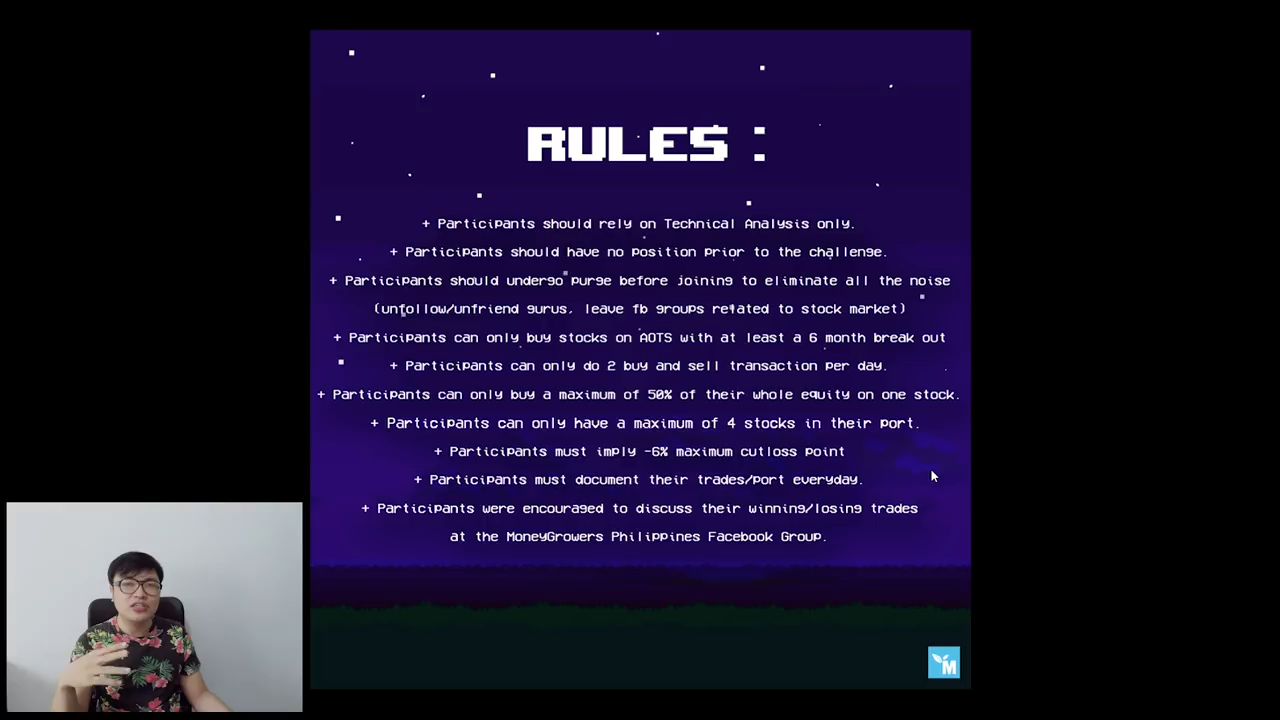 RULES :
+ Participants should rely on Technical Analysis only.
+ Participants should have no position prior to the challenge.
+ Participants should undergo purge before joining to eliminate all the noise
(unfollow/unfriend gurus, leave fb groups related to stock market)
+ Participants can only buy stocks on AOTS with at least a 6 month break out
+ Participants can only do 2 buy and sell transaction per day.
+ Participants can only buy a maximum of 50% of their whole equity on one stock.
+ Participants can only have a maximum of 4 stocks in their port.
+ Participants must imply -6% maximum cutloss point
+ Participants must document their trades/port everyday.
+ Participants were encouraged to discuss their winning/losing trades
at the MoneyGrowers Philippines Facebook Group.
M